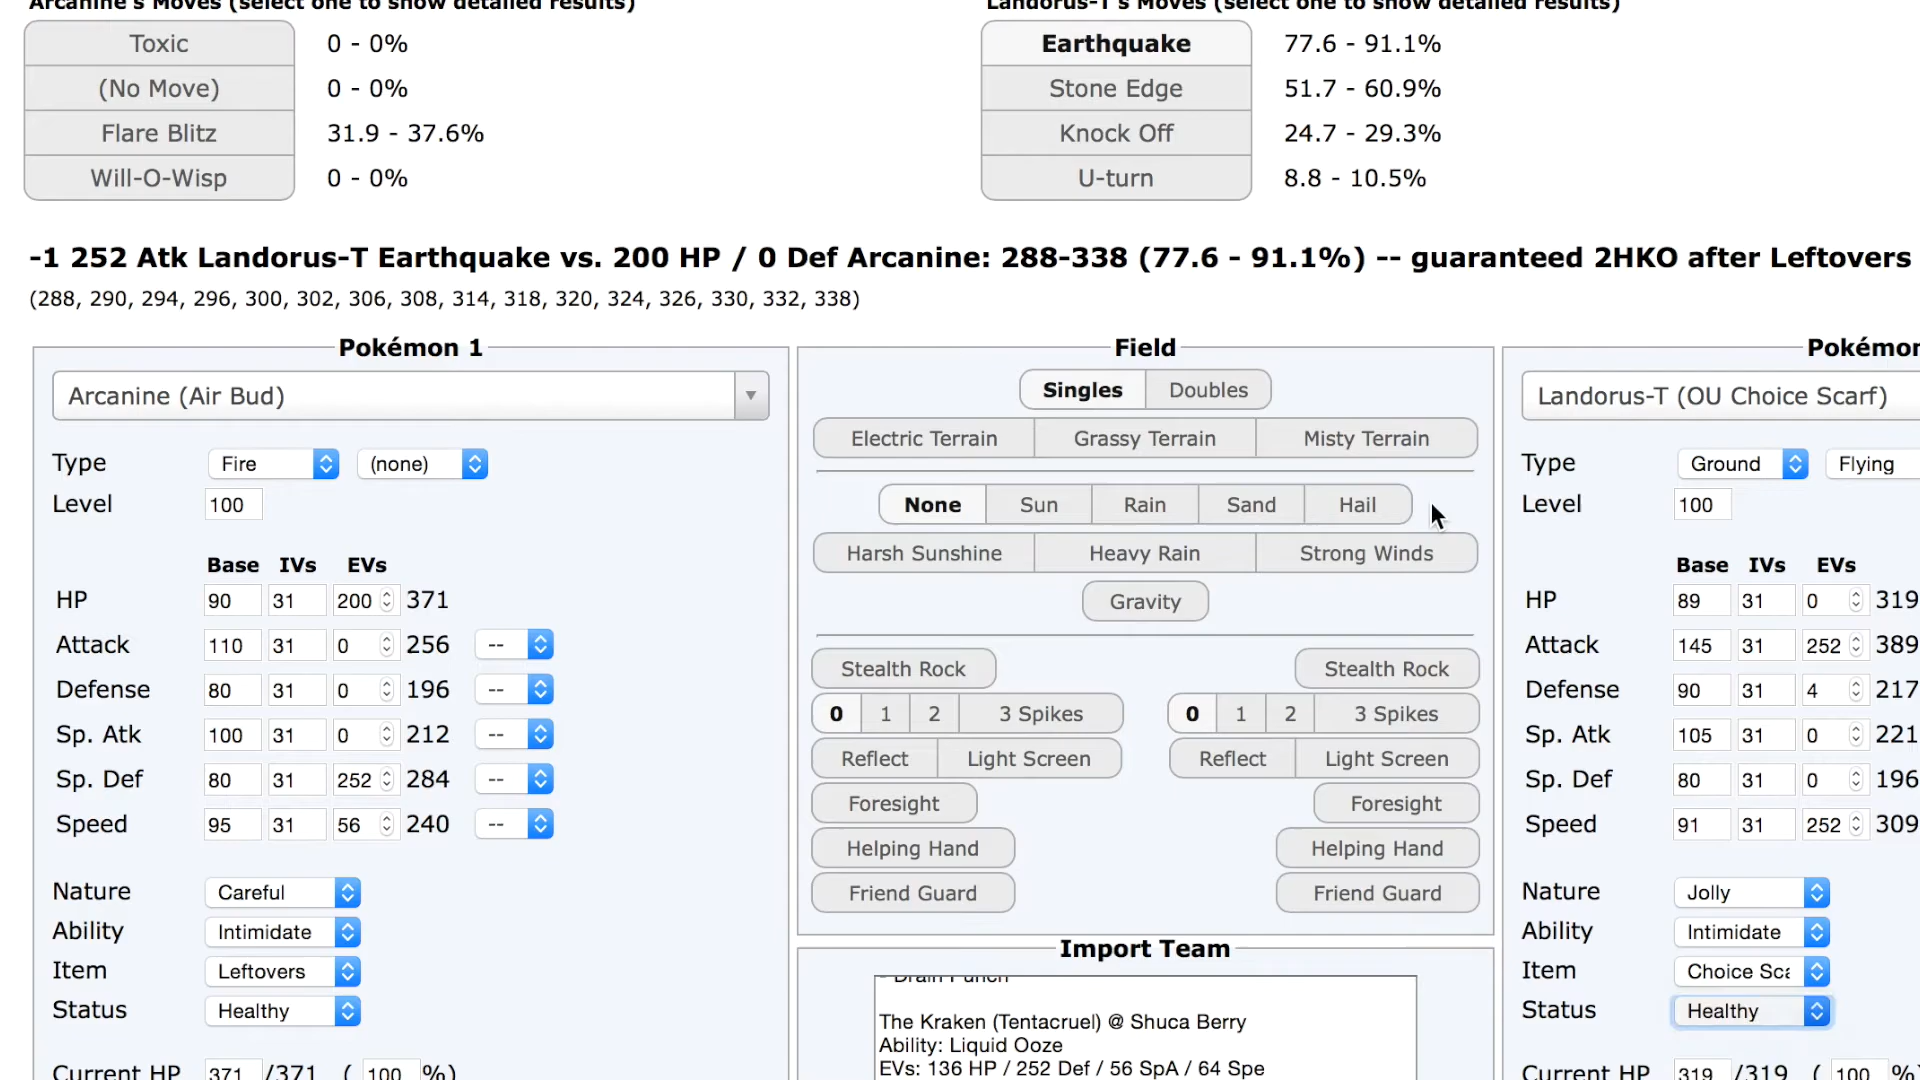 Arcanine's Moves (select one to show detailed results)
Landorus-T's Moves (select one to show detailed results)
Toxic 0 - 0%
Earthquake 77.6 - 91.1%
(No Move) 0 - 0%
Stone Edge 51.7 - 60.9%
Flare Blitz 31.9 - 37.6%
Knock Off 24.7 - 29.3%
Will-O-Wisp 0 - 0%
U-turn 8.8 - 10.5%
-1 252 Atk Landorus-T Earthquake vs. 200 HP / 0 Def Arcanine: 288-338 (77.6 - 91.1%) -- guaranteed 2HKO after Leftovers
(288, 290, 294, 296, 300, 302, 306, 308, 314, 318, 320, 324, 326, 330, 332, 338)
Pokémon 1
Arcanine (Air Bud)
Type Fire (none)
Level 100
Base IVs EVs
HP 90 31 200 371
Attack 110 31 0 256 --
Defense 80 31 0 196 --
Sp. Atk 100 31 0 212 --
Sp. Def 80 31 252 284 --
Speed 95 31 56 240 --
Nature Careful
Ability Intimidate
Item Leftovers
Status Healthy
Current HP 371 /371 ( 100 %)
Field
Singles Doubles
Electric Terrain Grassy Terrain Misty Terrain
None Sun Rain Sand Hail
Harsh Sunshine Heavy Rain Strong Winds
Gravity
Stealth Rock Stealth Rock
0 1 2 3 Spikes 0 1 2 3 Spikes
Reflect Light Screen Reflect Light Screen
Foresight Foresight
Helping Hand Helping Hand
Friend Guard Friend Guard
Import Team
- Drain Punch
The Kraken (Tentacruel) @ Shuca Berry
Ability: Liquid Ooze
EVs: 136 HP / 252 Def / 56 SpA / 64 Spe
Pokémon
Landorus-T (OU Choice Scarf)
Type Ground Flying
Level 100
Base IVs EVs
HP 89 31 0 319
Attack 145 31 252 389
Defense 90 31 4 217
Sp. Atk 105 31 0 221
Sp. Def 80 31 0 196
Speed 91 31 252 309
Nature Jolly
Ability Intimidate
Item Choice Sca
Status Healthy
Current HP 319 /319 ( 100 %